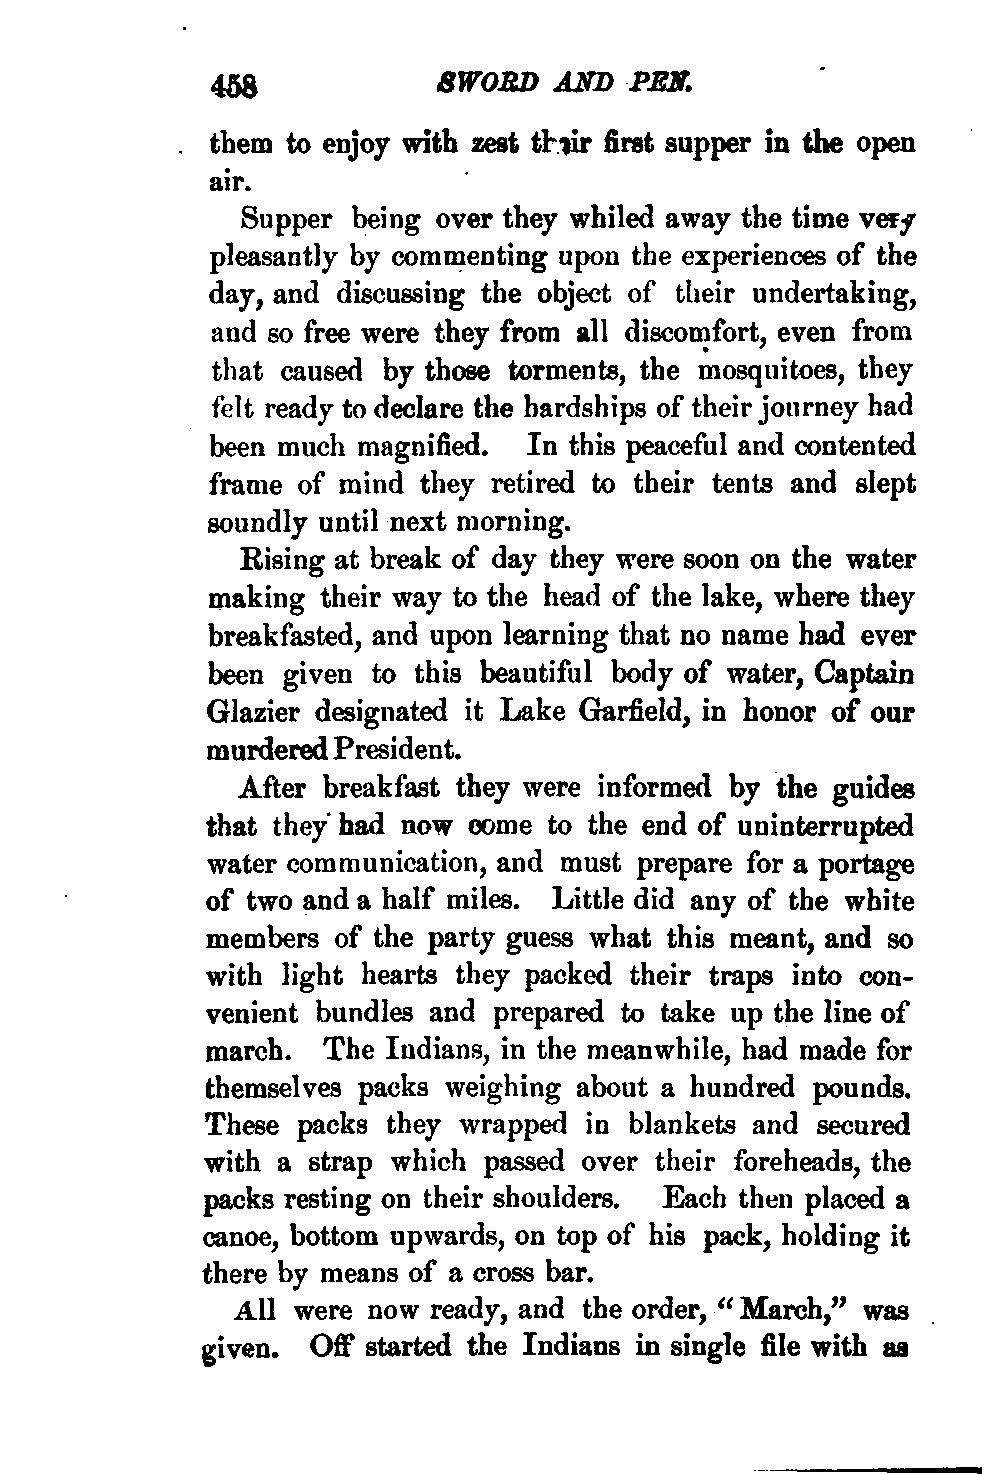 458 SWORD AND PEN.
them to enjoy with zest their first supper in the open
air.
Supper being over they whiled away the time very
pleasantly by commenting upon the experiences of the
day, and discussing the object of their undertaking,
and so free were they from all discomfort, even from
that caused by those torments, the mosquitoes, they
felt ready to declare the hardships of their journey had
been much magnified. In this peaceful and contented
frame of mind they retired to their tents and slept
soundly until next morning.
Rising at break of day they were soon on the water
making their way to the head of the lake, where they
breakfasted, and upon learning that no name had ever
been given to this beautiful body of water, Captain
Glazier designated it Lake Garfield, in honor of our
murdered President.
After breakfast they were informed by the guides
that they had now come to the end of uninterrupted
water communication, and must prepare for a portage
of two and a half miles. Little did any of the white
members of the party guess what this meant, and so
with light hearts they packed their traps into con-
venient bundles and prepared to take up the line of
march. The Indians, in the meanwhile, had made for
themselves packs weighing about a hundred pounds.
These packs they wrapped in blankets and secured
with a strap which passed over their foreheads, the
packs resting on their shoulders. Each then placed a
canoe, bottom upwards, on top of his pack, holding it
there by means of a cross bar.
All were now ready, and the order, “March,” was
given. Off started the Indians in single file with as